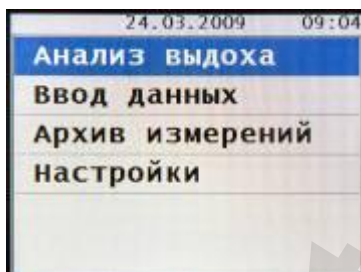 24.03.2009 09:04
Анализ выдоха
Ввод данных
Архив измерений
Настройки